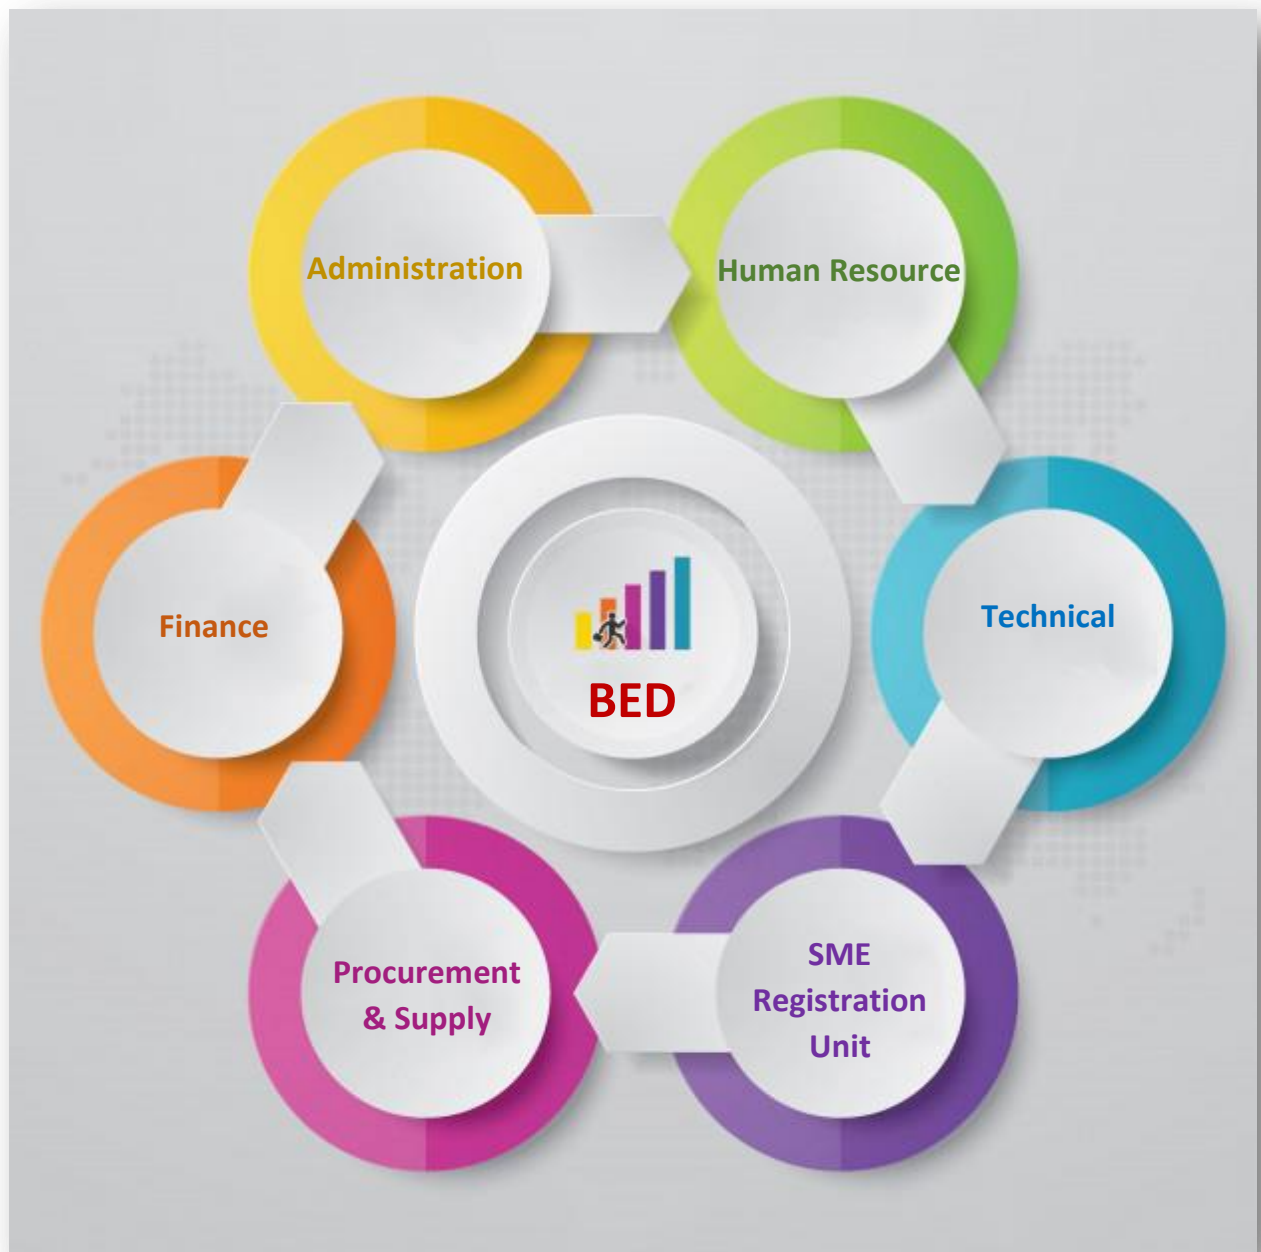 Administration
Human Resource
Finance
BED
Technical
Procurement
& Supply
SME
Registration
Unit